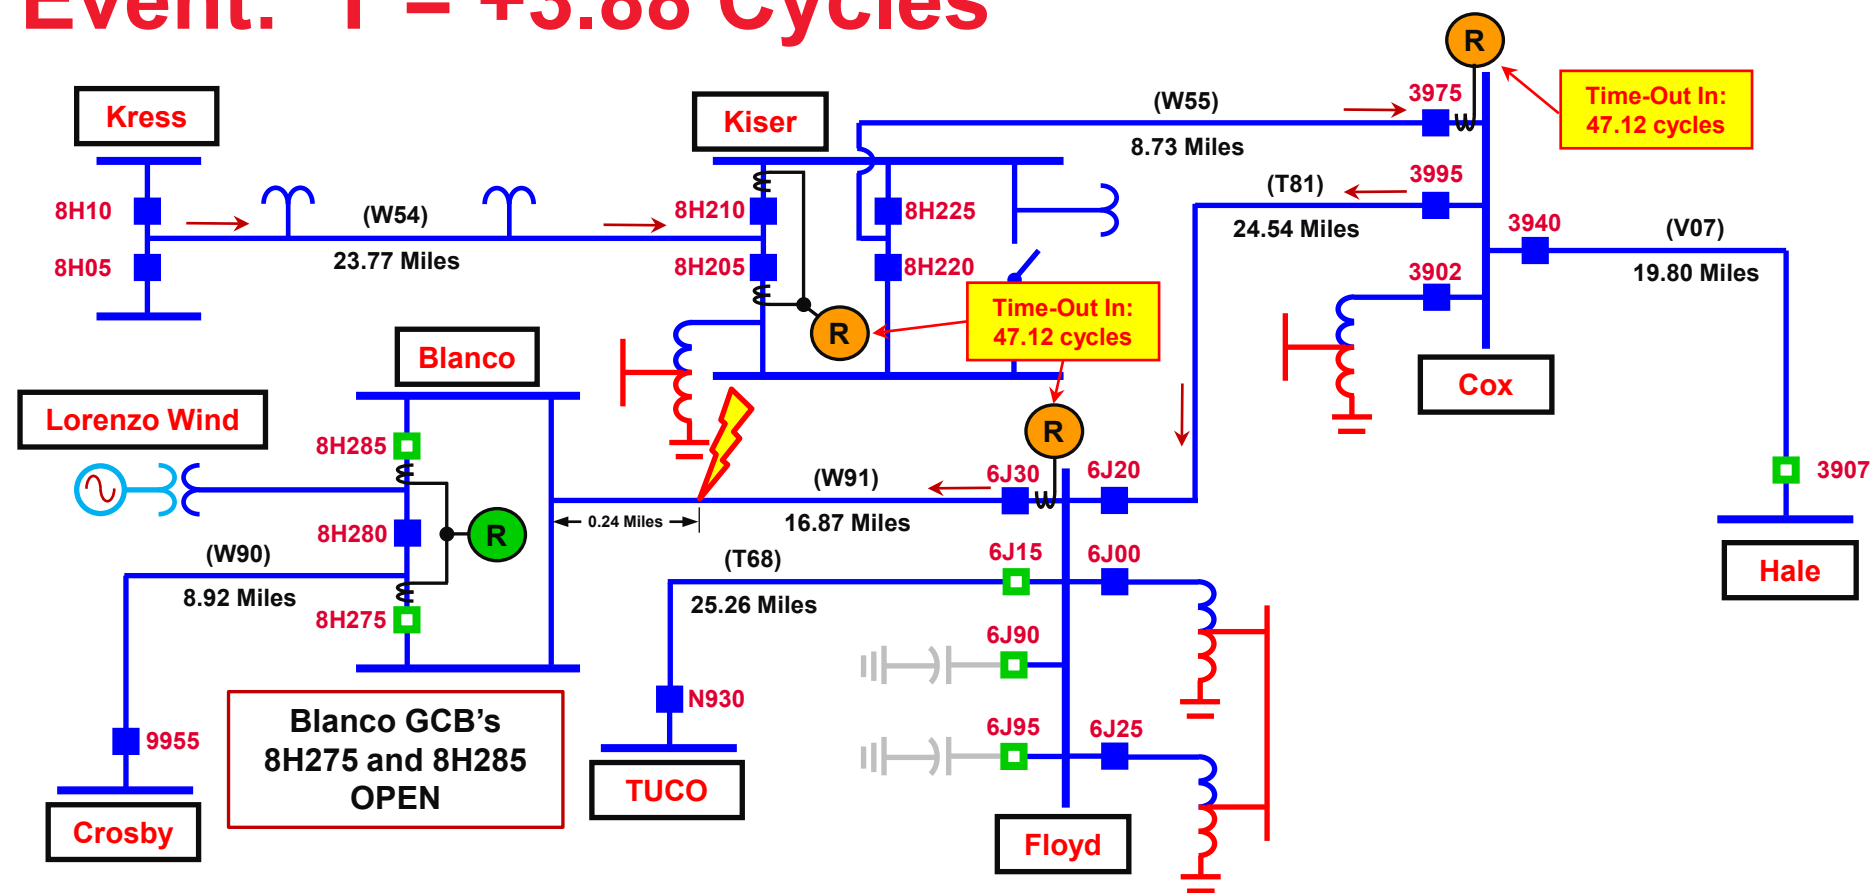 Event: T = +3.88 Cycles
R
Kress
Kiser
(W55)
3975
Time-Out In:
47.12 cycles
8.73 Miles
8H10
(W54)
8H210
8H225
(T81)
3995
24.54 Miles
3940
(V07)
23.77 Miles
8H05
8H205
8H220
3902
19.80 Miles
Time-Out In:
47.12 cycles
R
Blanco
Cox
Lorenzo Wind
8H285
R
(W91)
6J30
6J20
3907
0.24 Miles
16.87 Miles
8H280
R
(W90)
8.92 Miles
(T68)
6J15
6J00
25.26 Miles
Hale
8H275
6J90
N930
Blanco GCB’s
8H275 and 8H285
OPEN
9955
6J95
6J25
TUCO
Crosby
Floyd